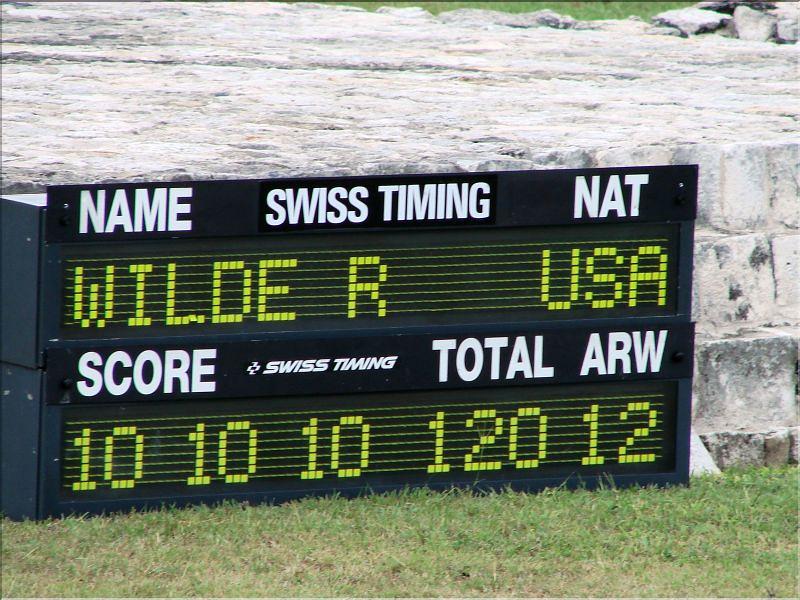 NAME SWISS TIMING NAT
WILDE R USA
SCORE SWISS TIMING TOTAL ARW
10 10 10 120 12